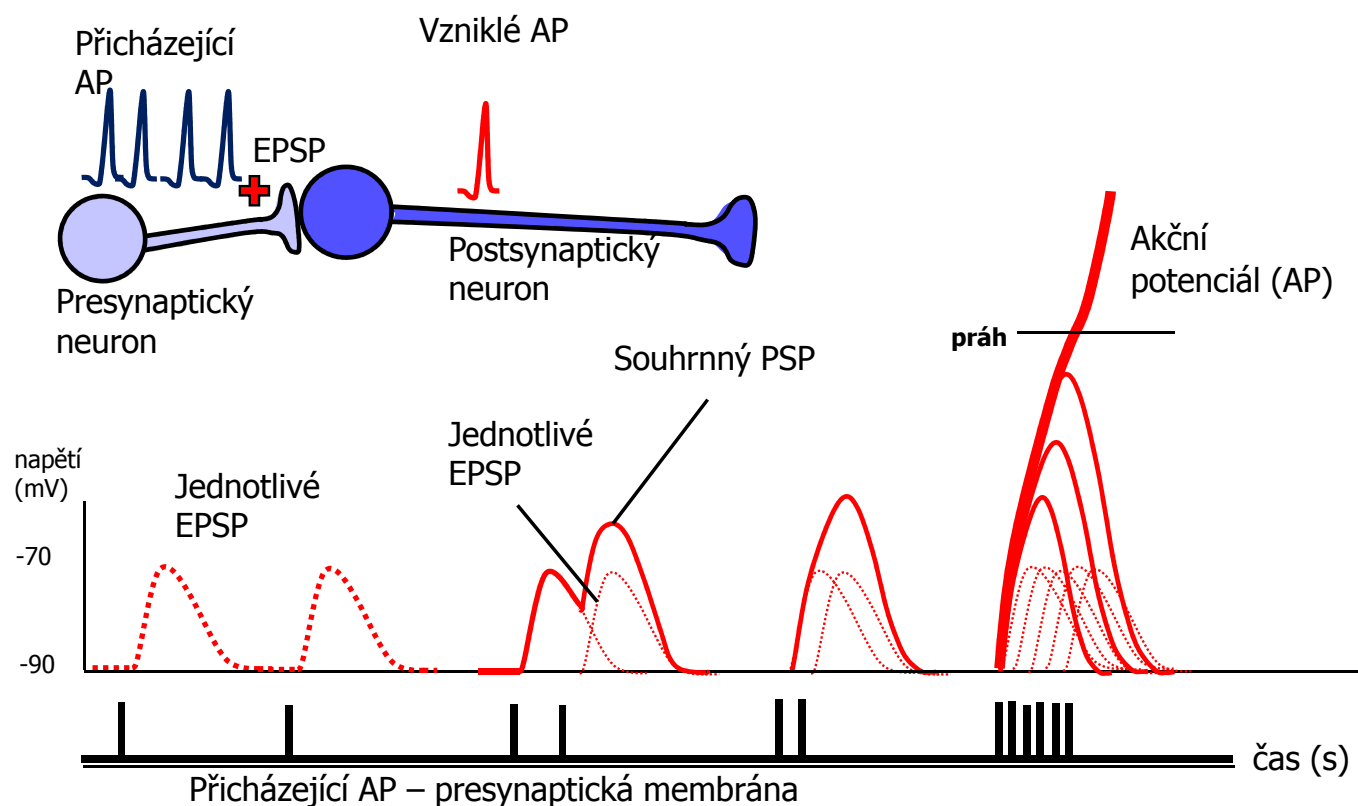 Přicházející
AP
Vzniklé AP
EPSP
Presynaptický
neuron
Postsynaptický
neuron
Akční
potenciál (AP)
práh
Souhrnný PSP
Jednotlivé
EPSP
napětí
(mV)
Jednotlivé
EPSP
-70
-90
čas (s)
Přicházející AP – presynaptická membrána